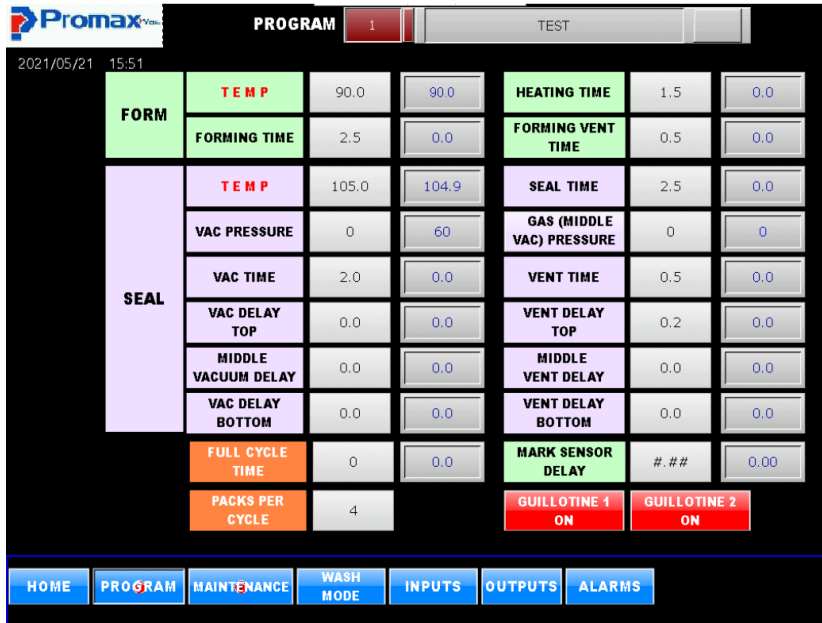 Promax
PROGRAM 1 TEST
2021/05/21 15:51
FORM
TEMP 90.0 90.0 HEATING TIME 1.5 0.0
FORMING TIME 2.5 0.0 FORMING VENT TIME 0.5 0.0
SEAL
TEMP 105.0 104.9 SEAL TIME 2.5 0.0
VAC PRESSURE 0 60 GAS (MIDDLE VAC) PRESSURE 0 0
VAC TIME 2.0 0.0 VENT TIME 0.5 0.0
VAC DELAY TOP 0.0 0.0 VENT DELAY TOP 0.2 0.0
MIDDLE VACUUM DELAY 0.0 0.0 MIDDLE VENT DELAY 0.0 0.0
VAC DELAY BOTTOM 0.0 0.0 VENT DELAY BOTTOM 0.0 0.0
FULL CYCLE TIME 0 0.0 MARK SENSOR DELAY #.## 0.00
PACKS PER CYCLE 4 GUILLOTINE 1 ON GUILLOTINE 2 ON
HOME PROGRAM MAINTENANCE WASH MODE INPUTS OUTPUTS ALARMS